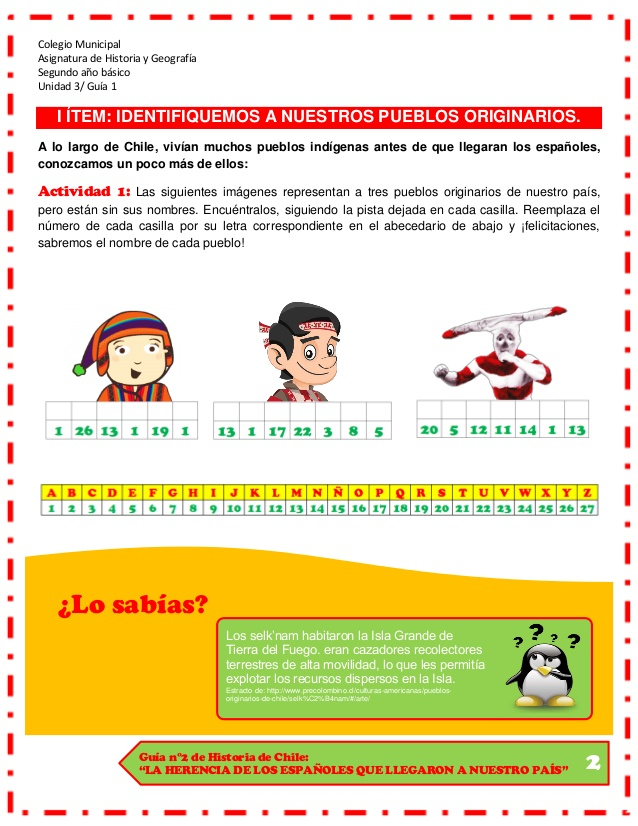 Colegio Municipal
Asignatura de Historia y Geografía
Segundo año básico
Unidad 3/ Guía 1
I ÍTEM: IDENTIFIQUEMOS A NUESTROS PUEBLOS ORIGINARIOS.
A lo largo de Chile, vivían muchos pueblos indígenas antes de que llegaran los españoles,
conozcamos un poco más de ellos:
Actividad 1: Las siguientes imágenes representan a tres pueblos originarios de nuestro país,
pero están sin sus nombres. Encuéntralos, siguiendo la pista dejada en cada casilla. Reemplaza el
número de cada casilla por su letra correspondiente en el abecedario de abajo y ¡felicitaciones,
sabremos el nombre de cada pueblo!
1 26 13 1 19 1
13 1 17 22 3 8 5
20 5 12 11 14 1 13
A B C D E F G H I J K L M N Ñ O P Q R S T U V W X Y Z
1 2 3 4 5 6 7 8 9 10 11 12 13 14 15 16 17 18 19 20 21 22 23 24 25 26 27
¿Lo sabías?
Los selk’nam habitaron la Isla Grande de
Tierra del Fuego. eran cazadores recolectores
terrestres de alta movilidad, lo que les permitía
explotar los recursos dispersos en la Isla.
Estracto de: http://www.precolombino.cl/culturas-americanas/pueblos-
originarios-de-chile/selk%C2%B4nam/#/arte/
? ? ? ?
Guía n°2 de Historia de Chile:
“LA HERENCIA DE LOS ESPAÑOLES QUE LLEGARON A NUESTRO PAÍS”
2